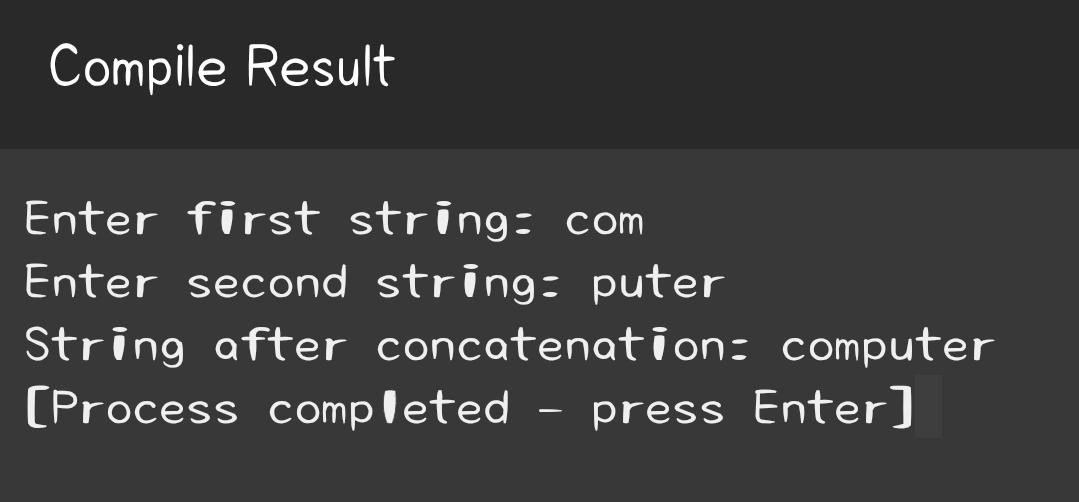 Compile Result
Enter first string: com
Enter second string: puter
String after concatenation: computer
[Process completed - press Enter]